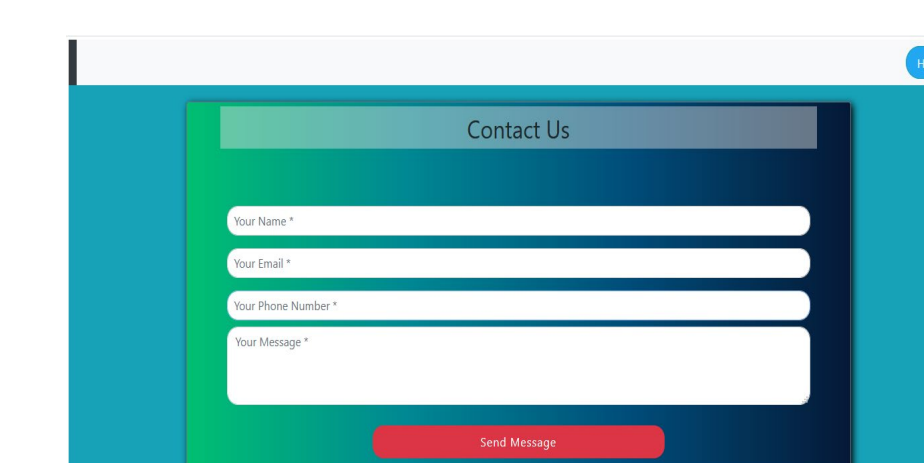 Contact Us
Your Name *
Your Email *
Your Phone Number *
Your Message *
Send Message